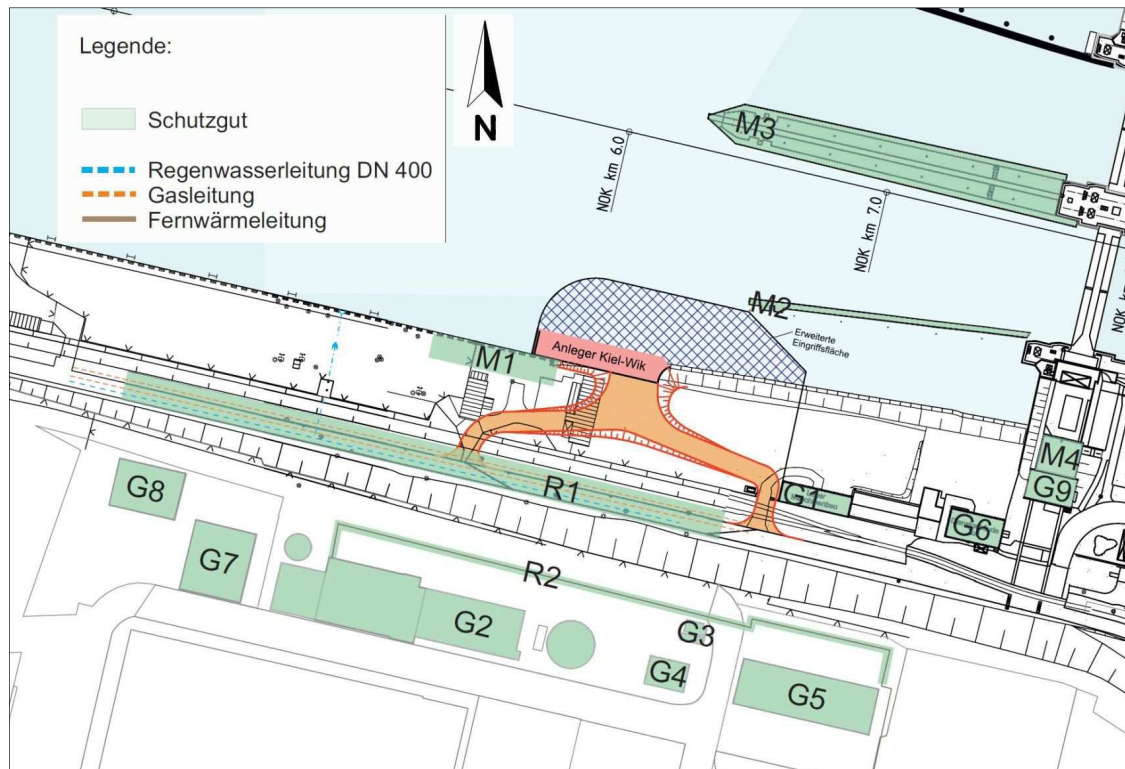 Legende:
Schutzgut
Regenwasserleitung DN 400
Gasleitung
Fernwärmeleitung
N
M3
NOK km 6.0
NOK km 7.0
M2
Erweiterte
Eingriffsfläche
Anleger Kiel-Wik
M1
M4
G9
G1
G6
R1
G8
G7
R2
G2
G3
G4
G5